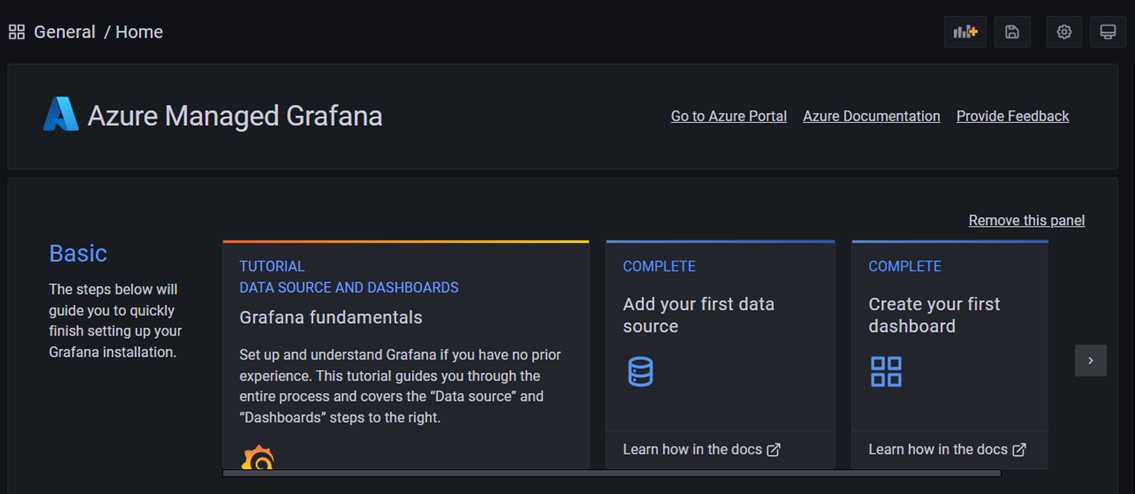 General / Home
Azure Managed Grafana
Go to Azure Portal Azure Documentation Provide Feedback
Remove this panel
Basic
The steps below will
guide you to quickly
finish setting up your
Grafana installation.
TUTORIAL
DATA SOURCE AND DASHBOARDS
Grafana fundamentals
Set up and understand Grafana if you have no prior
experience. This tutorial guides you through the
entire process and covers the “Data source” and
“Dashboards” steps to the right.
COMPLETE
Add your first data
source
Learn how in the docs
COMPLETE
Create your first
dashboard
Learn how in the docs